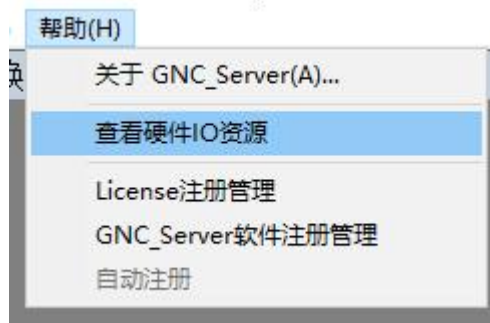 帮助(H)
换
关于 GNC_Server(A)...
查看硬件IO资源
License注册管理
GNC_Server软件注册管理
自动注册